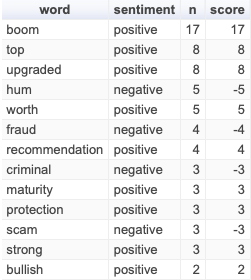 word sentiment n score
boom positive 17 17
top positive 8 8
upgraded positive 8 8
hum negative 5 -5
worth positive 5 5
fraud negative 4 -4
recommendation positive 4 4
criminal negative 3 -3
maturity positive 3 3
protection positive 3 3
scam negative 3 -3
strong positive 3 3
bullish positive 2 2